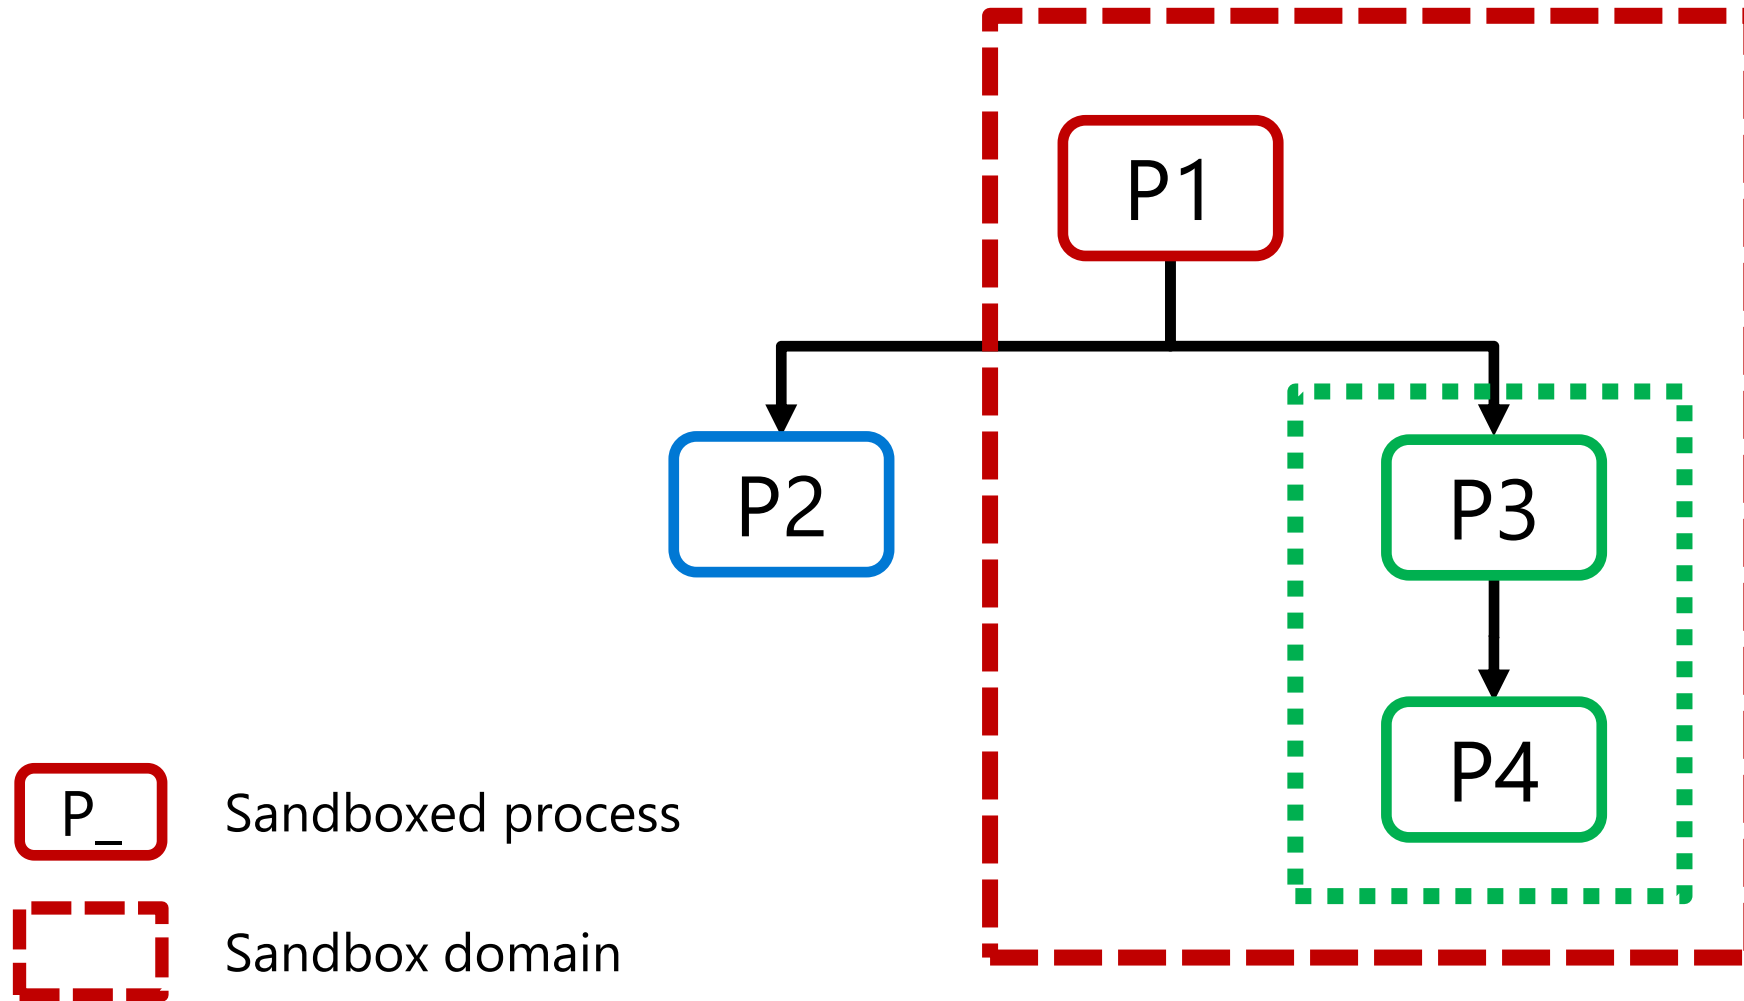 P1
P2
P3
P4
P_
Sandboxed process
Sandbox domain